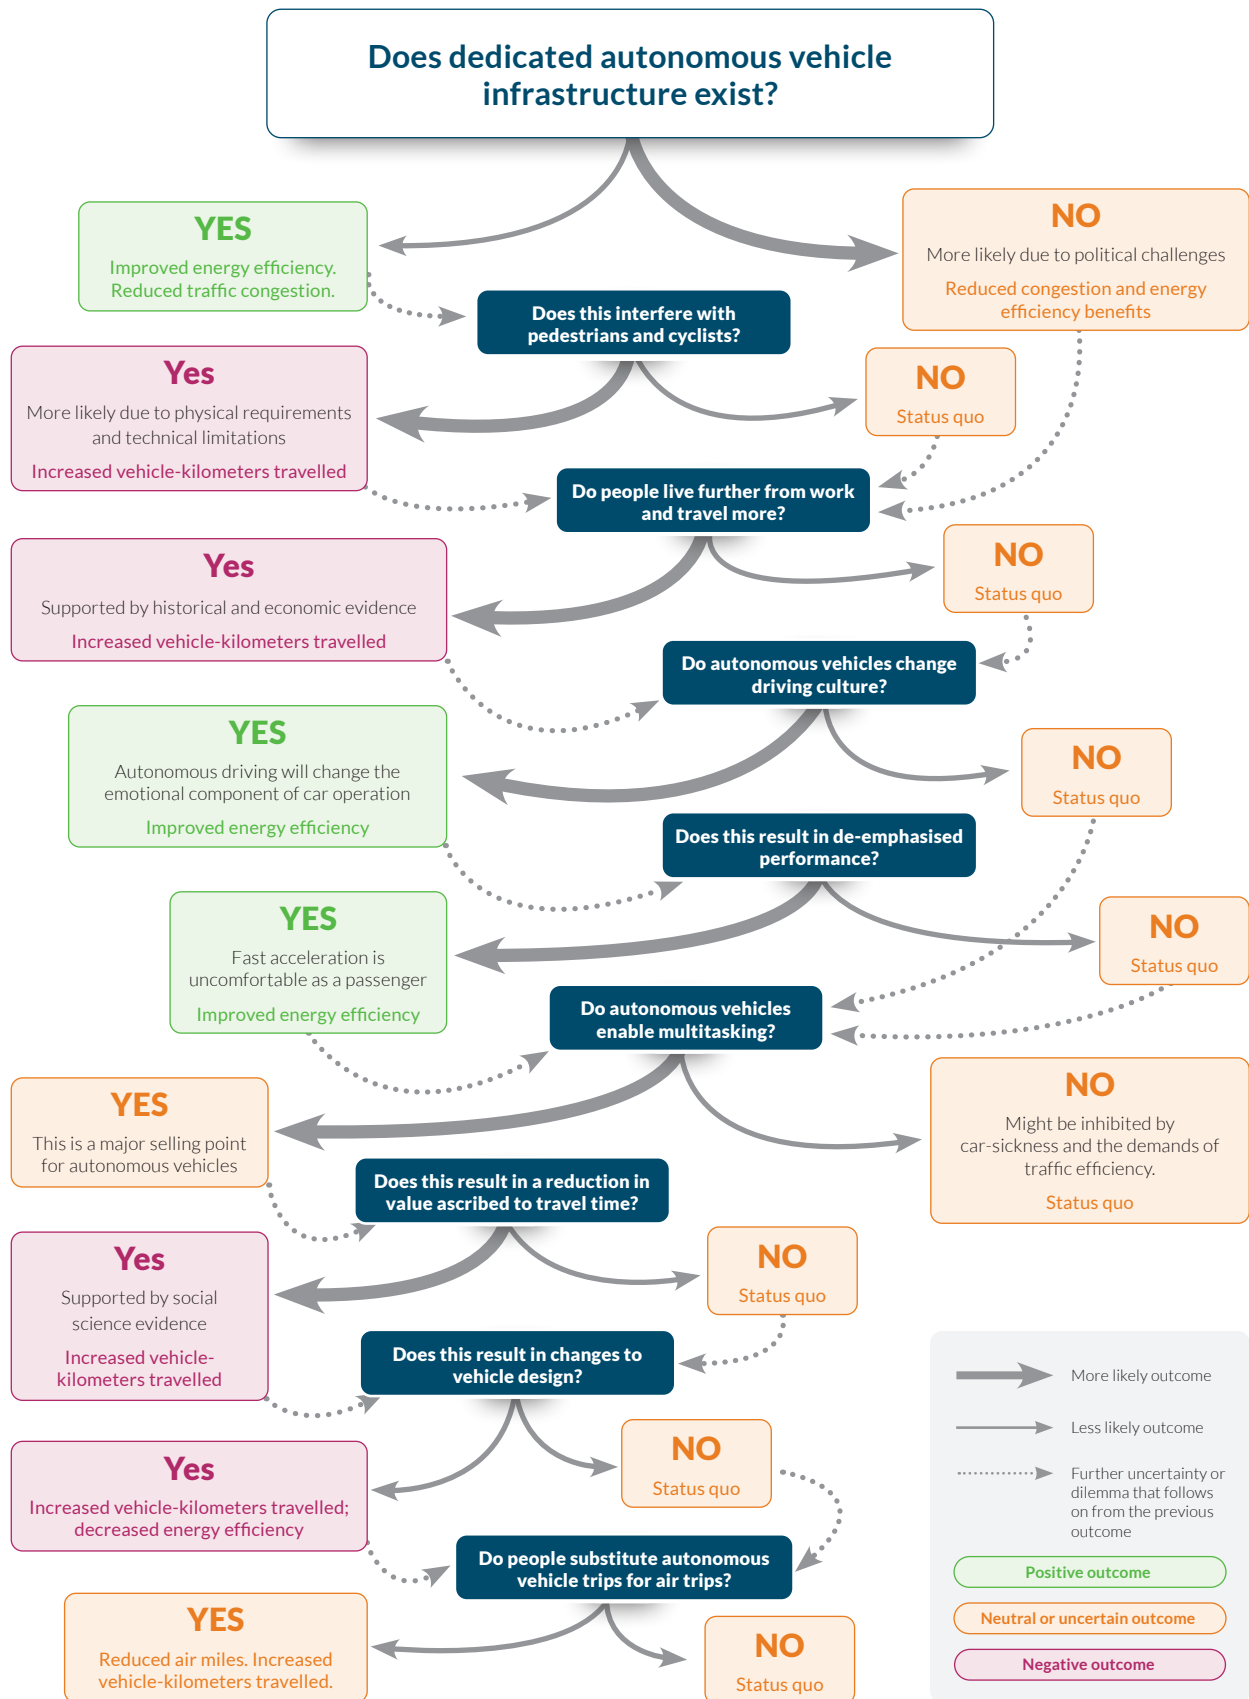 Does dedicated autonomous vehicle
infrastructure exist?
YES
Improved energy efficiency.
Reduced traffic congestion.
NO
More likely due to political challenges
Reduced congestion and energy
efficiency benefits
Does this interfere with
pedestrians and cyclists?
Yes
More likely due to physical requirements
and technical limitations
Increased vehicle-kilometers travelled
NO
Status quo
Do people live further from work
and travel more?
Yes
Supported by historical and economic evidence
Increased vehicle-kilometers travelled
NO
Status quo
Do autonomous vehicles change
driving culture?
YES
Autonomous driving will change the
emotional component of car operation
Improved energy efficiency
NO
Status quo
Does this result in de-emphasised
performance?
YES
Fast acceleration is
uncomfortable as a passenger
Improved energy efficiency
NO
Status quo
Do autonomous vehicles
enable multitasking?
YES
This is a major selling point
for autonomous vehicles
NO
Might be inhibited by
car-sickness and the demands of
traffic efficiency.
Status quo
Does this result in a reduction in
value ascribed to travel time?
Yes
Supported by social
science evidence
Increased vehicle-
kilometers travelled
NO
Status quo
Does this result in changes to
vehicle design?
Yes
Increased vehicle-kilometers travelled;
decreased energy efficiency
NO
Status quo
Do people substitute autonomous
vehicle trips for air trips?
YES
Reduced air miles. Increased
vehicle-kilometers travelled.
NO
Status quo
More likely outcome
Less likely outcome
Further uncertainty or
dilemma that follows
on from the previous
outcome
Positive outcome
Neutral or uncertain outcome
Negative outcome